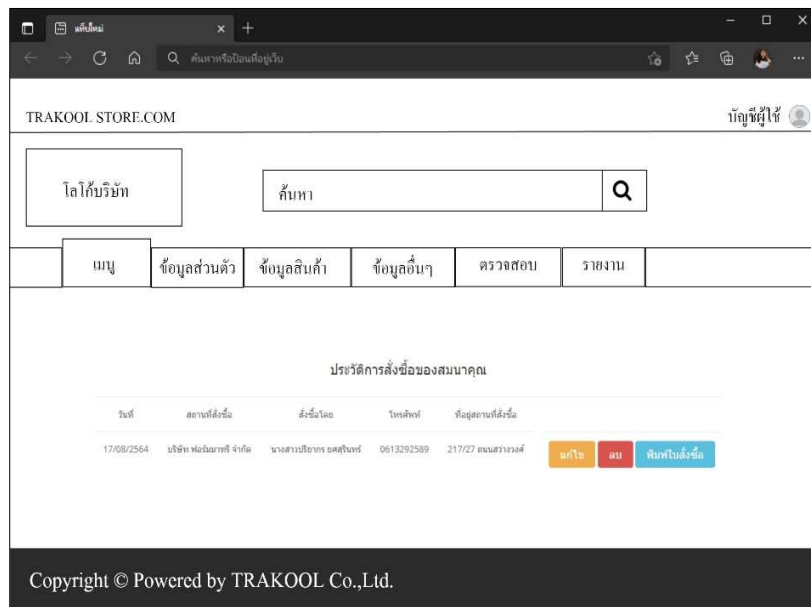 แท็บใหม่
ค้นหาหรือป้อนที่อยู่เว็บ
TRAKOOL STORE.COM
บัญชีผู้ใช้
โลโก้บริษัท
ค้นหา
เมนู ข้อมูลส่วนตัว ข้อมูลสินค้า ข้อมูลอื่นๆ ตรวจสอบ รายงาน
ประวัติการสั่งซื้อของสมนาคุณ
วันที่ สถานที่สั่งซื้อ สั่งซื้อโดย โทรศัพท์ ที่อยู่สถานที่สั่งซื้อ
17/08/2564 บริษัท ฟอร์มมาทรี จำกัด นางสาวปรียากร ยศสุรินทร์ 0613292589 217/27 ถนนสว่างวงศ์ แก้ไข ลบ พิมพ์ใบสั่งซื้อ
Copyright © Powered by TRAKOOL Co.,Ltd.